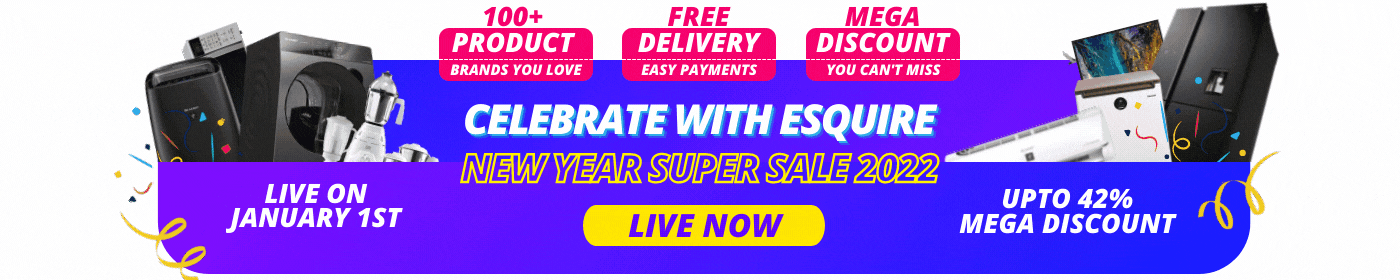 100+
PRODUCT
BRANDS YOU LOVE
FREE
DELIVERY
EASY PAYMENTS
MEGA
DISCOUNT
YOU CAN'T MISS
CELEBRATE WITH ESQUIRE
NEW YEAR SUPER SALE 2022
LIVE ON
JANUARY 1ST
LIVE NOW
UPTO 42%
MEGA DISCOUNT